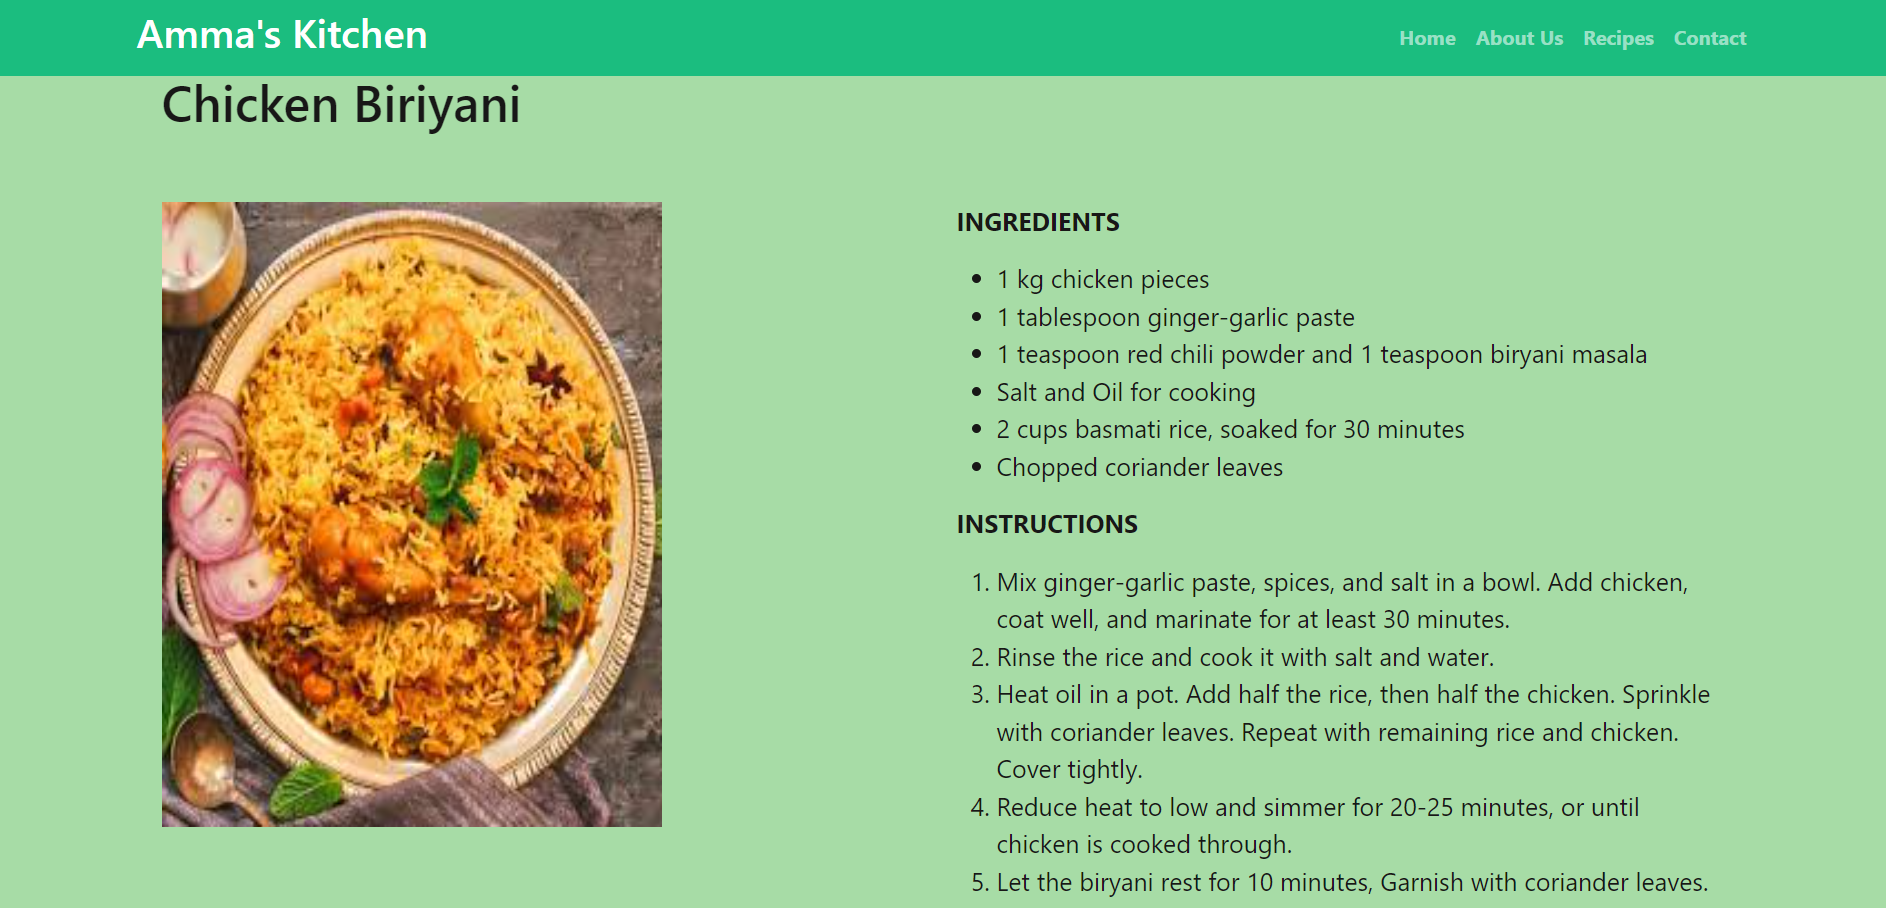 Amma's Kitchen
Home About Us Recipes Contact
Chicken Biriyani
INGREDIENTS
• 1 kg chicken pieces
• 1 tablespoon ginger-garlic paste
• 1 teaspoon red chili powder and 1 teaspoon biryani masala
• Salt and Oil for cooking
• 2 cups basmati rice, soaked for 30 minutes
• Chopped coriander leaves
INSTRUCTIONS
1. Mix ginger-garlic paste, spices, and salt in a bowl. Add chicken,
coat well, and marinate for at least 30 minutes.
2. Rinse the rice and cook it with salt and water.
3. Heat oil in a pot. Add half the rice, then half the chicken. Sprinkle
with coriander leaves. Repeat with remaining rice and chicken.
Cover tightly.
4. Reduce heat to low and simmer for 20-25 minutes, or until
chicken is cooked through.
5. Let the biryani rest for 10 minutes, Garnish with coriander leaves.